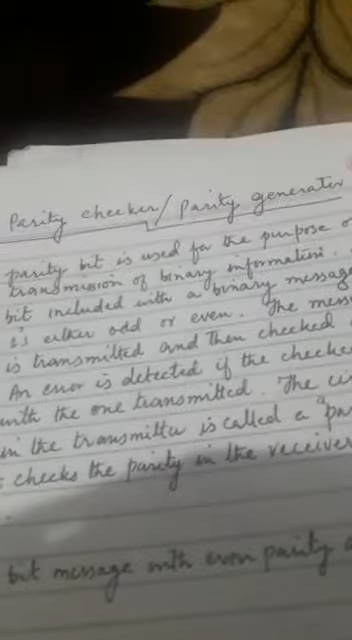 Parity checker/ Parity generator
parity bit is used for the purpose
transmission of binary information.
bit included with a binary message
is either odd or even. The mess
is transmitted and then checked
An error is detected if the checke
with the one transmitted. The ci
in the transmitter is called a "pa
checks the parity in the receiver
bit message with even parity